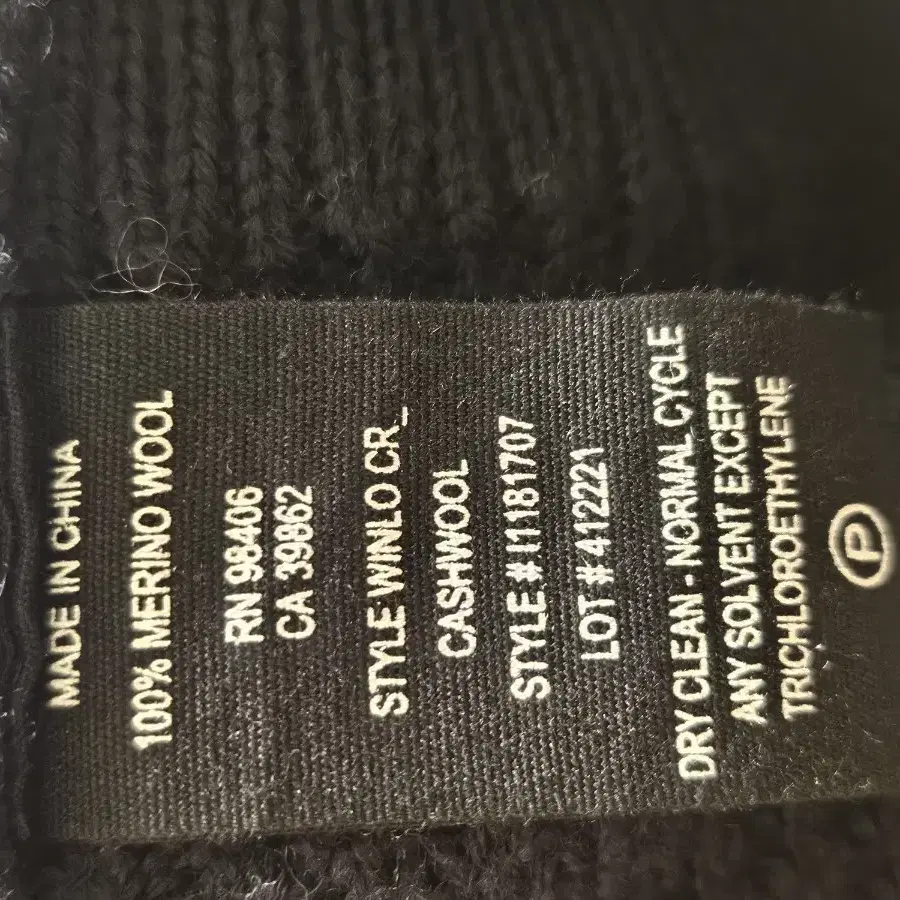 MADE IN CHINA
100% MERINO WOOL
RN 98406
CA 39862
STYLE WINLO CR_
CASHWOOL
STYLE # I1181707
LOT # 412221
DRY CLEAN - NORMAL CYCLE
ANY SOLVENT EXCEPT
TRICHLOROETHYLENE
P